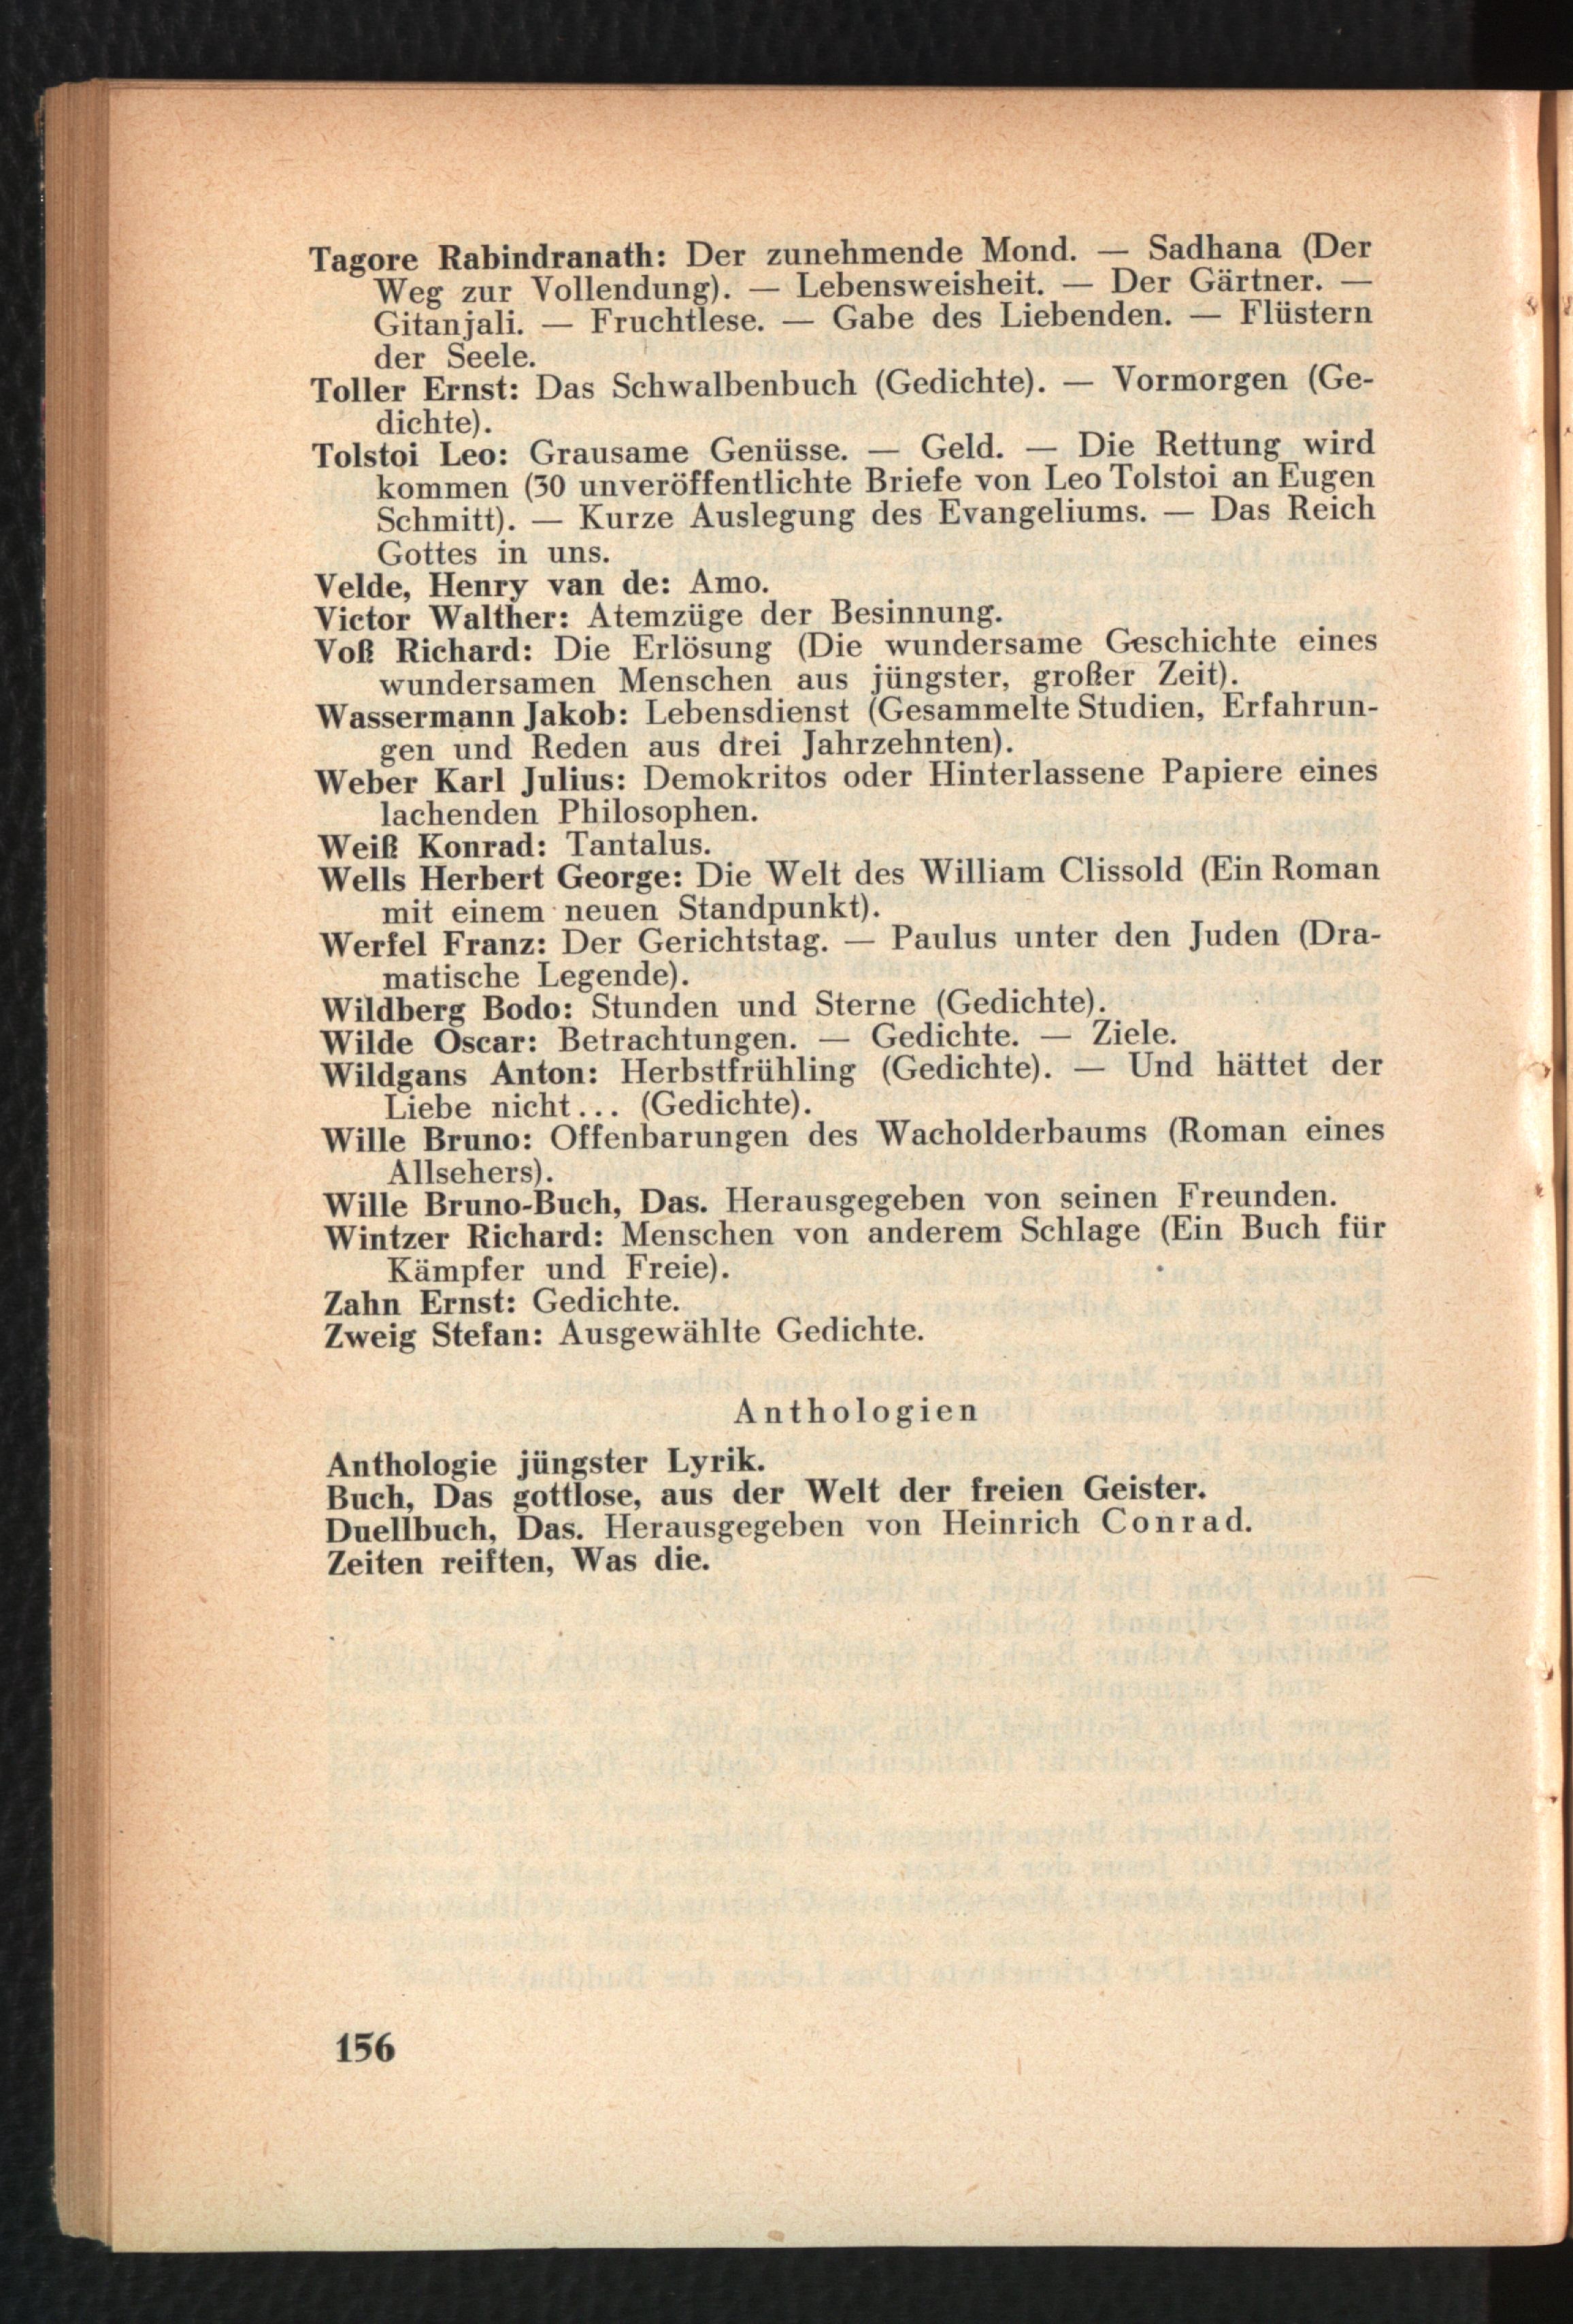 Tagore Rabindranath: Der zunehmende Mond. — Sadhana (Der
Weg zur Vollendung). — Lebensweisheit. — Der Gärtner. —
Gitanjali. — Fruchtlese. — Gabe des Liebenden. — Flüstern
der Seele.
Toller Ernst: Das Schwalbenbuch (Gedichte). — Vormorgen (Ge-
dichte).
Tolstoi Leo: Grausame Genüsse. — Geld. — Die Rettung wird
kommen (30 unveröffentlichte Briefe von Leo Tolstoi an Eugen
Schmitt). — Kurze Auslegung des Evangeliums. — Das Reich
Gottes in uns.
Velde, Henry van de: Amo.
Victor Walther: Atemzüge der Besinnung.
Voß Richard: Die Erlösung (Die wundersame Geschichte eines
wundersamen Menschen aus jüngster, großer Zeit).
Wassermann Jakob: Lebensdienst (Gesammelte Studien, Erfahrun-
gen und Reden aus drei Jahrzehnten).
Weber Karl Julius: Demokritos oder Hinterlassene Papiere eines
lachenden Philosophen.
Weiß Konrad: Tantalus.
Wells Herbert George: Die Welt des William Clissold (Ein Roman
mit einem neuen Standpunkt).
Werfel Franz: Der Gerichtstag. — Paulus unter den Juden (Dra-
matische Legende).
Wildberg Bodo: Stunden und Sterne (Gedichte).
Wilde Oscar: Betrachtungen. — Gedichte. — Ziele.
Wildgans Anton: Herbstfrühling (Gedichte). — Und hättet der
Liebe nicht... (Gedichte).
Wille Bruno: Offenbarungen des Wacholderbaums (Roman eines
Allsehers).
Wille Bruno-Buch, Das. Herausgegeben von seinen Freunden.
Wintzer Richard: Menschen von anderem Schlage (Ein Buch für
Kämpfer und Freie).
Zahn Ernst: Gedichte.
Zweig Stefan: Ausgewählte Gedichte.
Anthologien
Anthologie jüngster Lyrik.
Buch, Das gottlose, aus der Welt der freien Geister.
Duellbuch, Das. Herausgegeben von Heinrich Conrad.
Zeiten reiften, Was die.
156